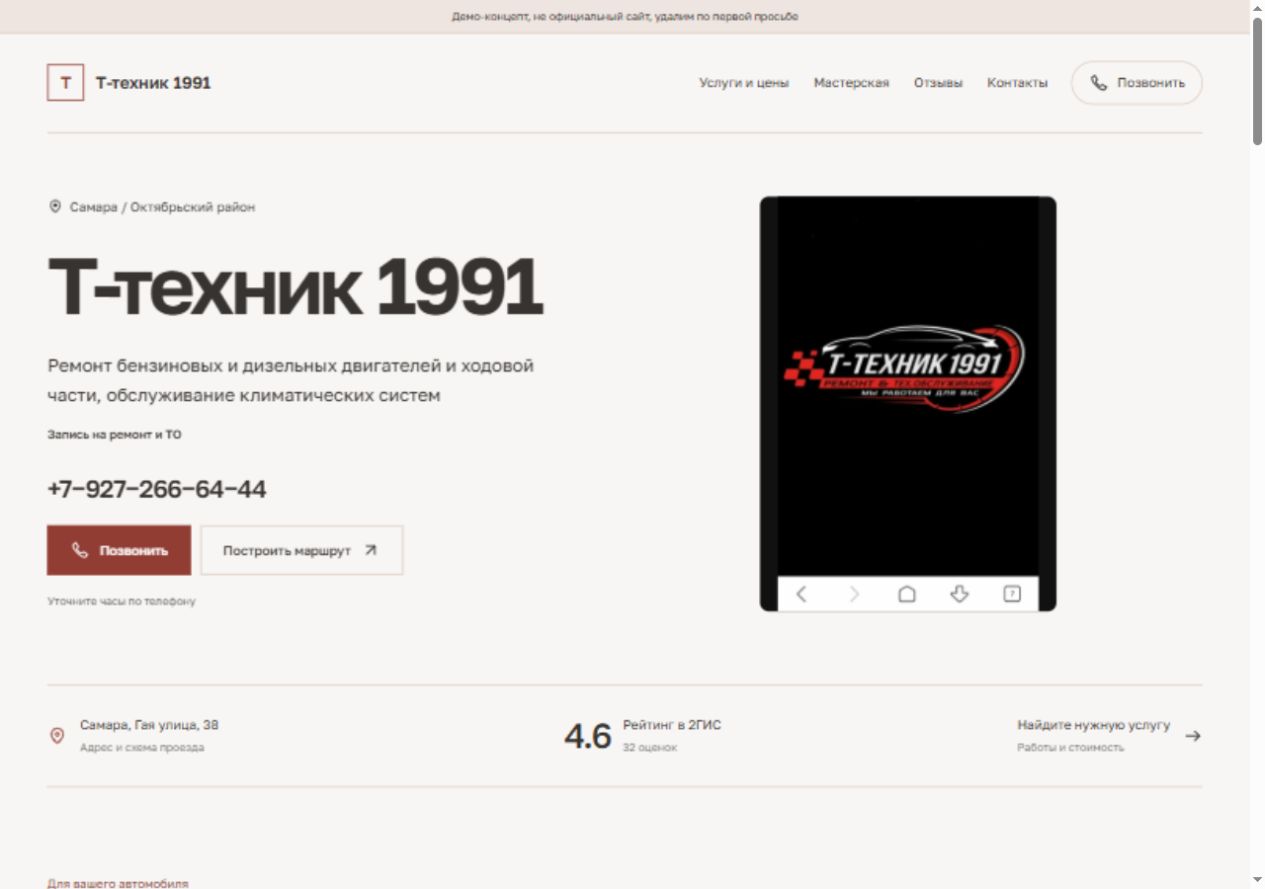 Демо-концепт, не официальный сайт, удалим по первой просьбе
Т
Т-техник 1991
Услуги и цены
Мастерская
Отзывы
Контакты
Позвонить
Самара / Октябрьский район
Т-техник 1991
Ремонт бензиновых и дизельных двигателей и ходовой
части, обслуживание климатических систем
Запись на ремонт и ТО
+7−927−266−64−44
Позвонить
Построить маршрут
Уточните часы по телефону
Т-ТЕХНИК 1991
РЕМОНТ & ТЕХ.ОБСЛУЖИВАНИЕ
МЫ РАБОТАЕМ ДЛЯ ВАС
7
Самара, Гая улица, 38
Адрес и схема проезда
4.6
Рейтинг в 2ГИС
32 оценок
Найдите нужную услугу
Работы и стоимость
Для вашего автомобиля